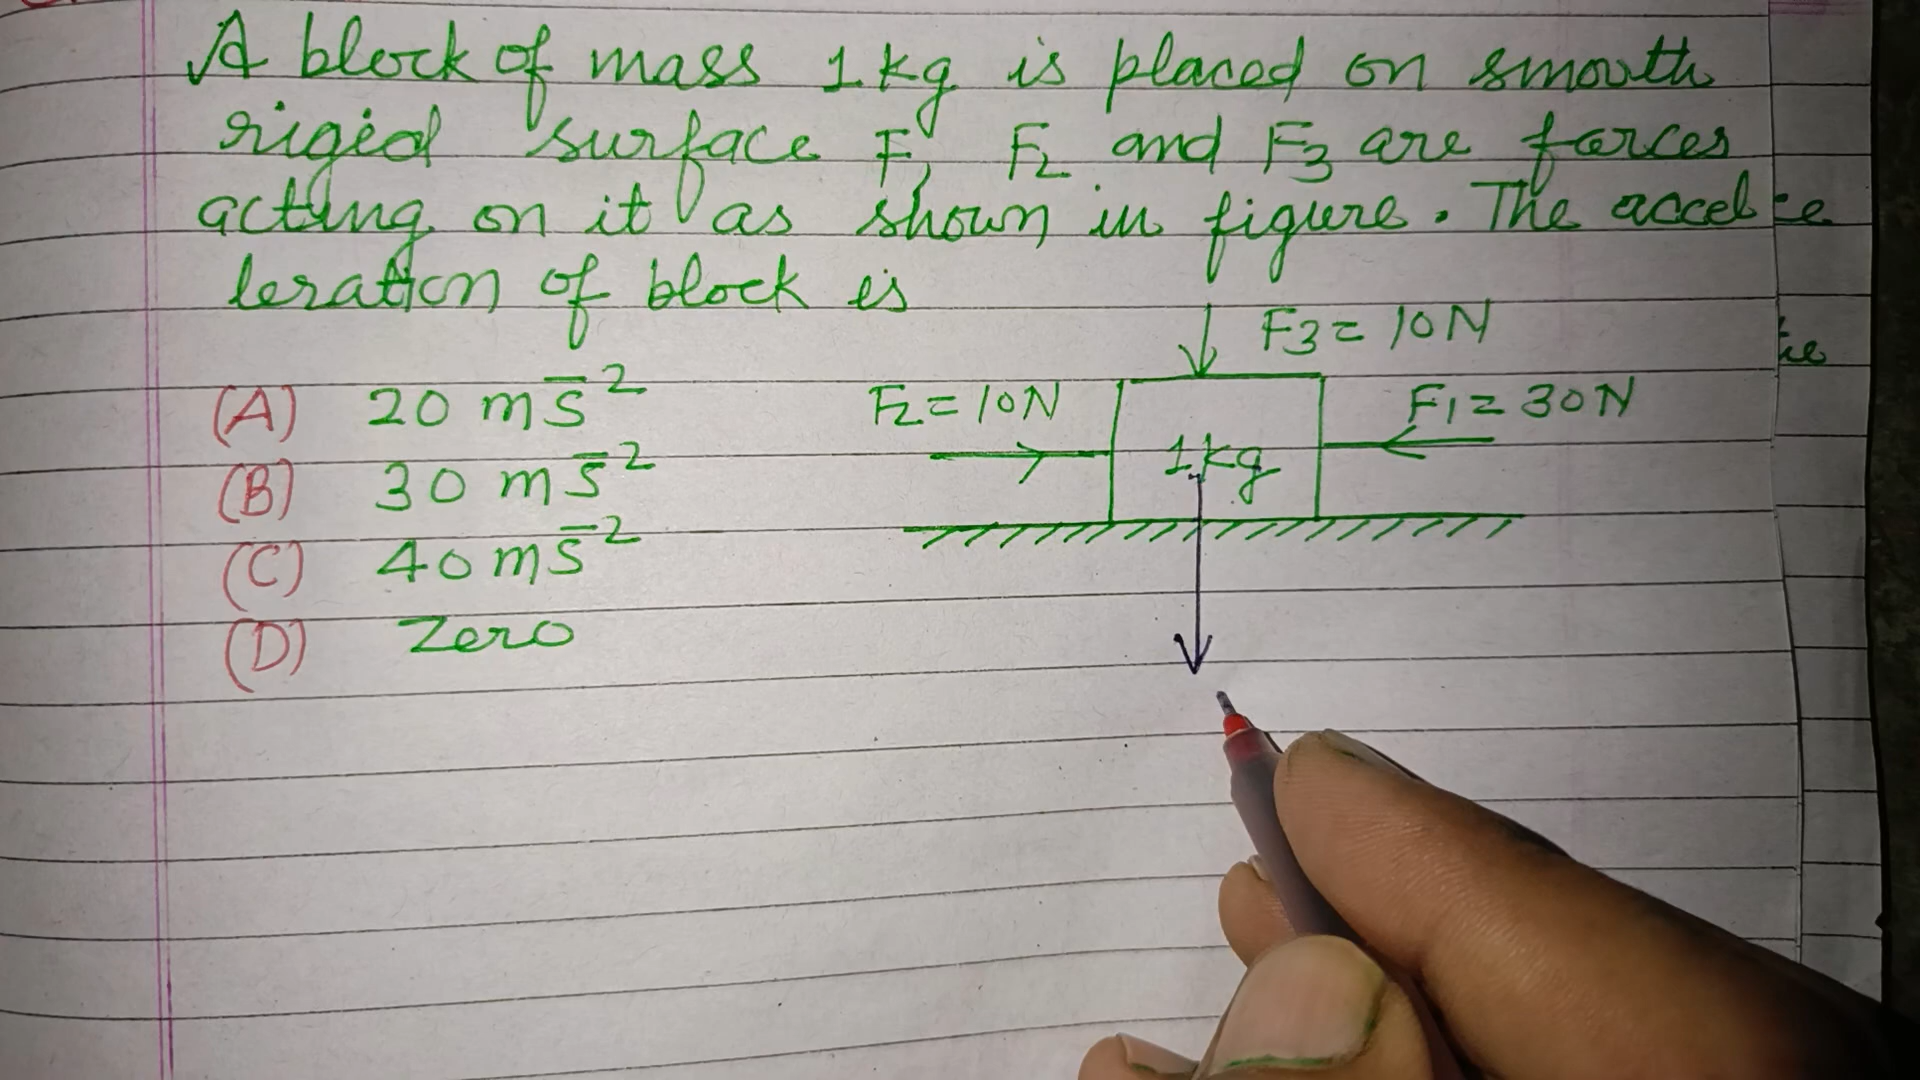 A block of mass 1 kg is placed on smooth
rigid surface F, F2 and F3 are forces
acting on it as shown in figure. The accele
leration of block is
F3 = 10N
(A) 20 ms̄²
F2 = 10N
F1 = 30N
(B) 30 ms̄²
1kg
(C) 40 ms̄²
(D) Zero